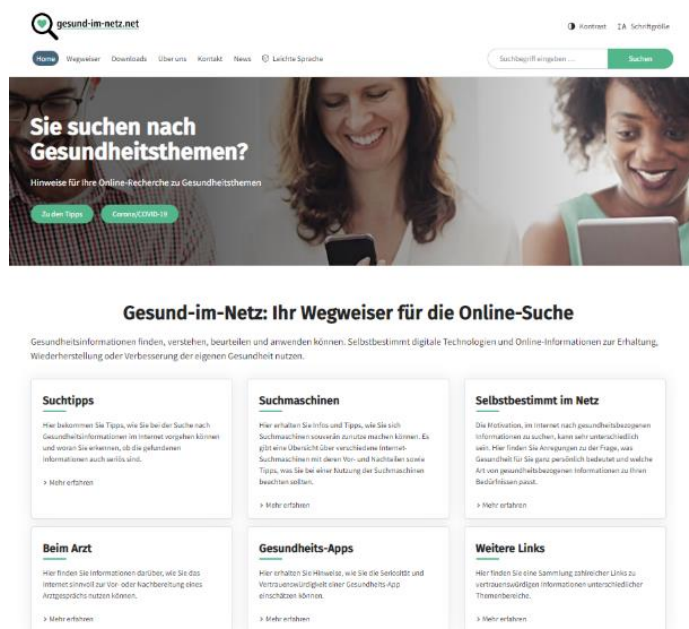 gesund-im-netz.net
Kontrast
Schriftgröße
Home
Wegweiser
Downloads
Über uns
Kontakt
News
Leichte Sprache
Suchbegriff eingeben ...
Suchen
Sie suchen nach
Gesundheitsthemen?
Hinweise für Ihre Online-Recherche zu Gesundheitsthemen
Zu den Tipps
Corona/COVID-19
Gesund-im-Netz: Ihr Wegweiser für die Online-Suche
Gesundheitsinformationen finden, verstehen, beurteilen und anwenden können. Selbstbestimmt digitale Technologien und Online-Informationen zur Erhaltung,
Wiederherstellung oder Verbesserung der eigenen Gesundheit nutzen.
Suchtipps
Hier bekommen Sie Tipps, wie Sie bei der Suche nach
Gesundheitsinformationen im Internet vorgehen können
und woran Sie erkennen, ob die gefundenen
Informationen auch seriös sind.
> Mehr erfahren
Suchmaschinen
Hier erhalten Sie Infos und Tipps, wie Sie sich
Suchmaschinen souverän zunutze machen können. Es
gibt eine Übersicht über verschiedene Internet-
Suchmaschinen mit deren Vor- und Nachteilen sowie
Tipps, was Sie bei einer Nutzung der Suchmaschinen
beachten sollten.
> Mehr erfahren
Selbstbestimmt im Netz
Die Motivation, im Internet nach gesundheitsbezogenen
Informationen zu suchen, kann sehr unterschiedlich
sein. Hier finden Sie Anregungen zu der Frage, was
Gesundheit für Sie ganz persönlich bedeutet und welche
Art von gesundheitsbezogenen Informationen zu Ihren
Bedürfnissen passt.
> Mehr erfahren
Beim Arzt
Hier finden Sie Informationen darüber, wie Sie das
Internet sinnvoll zur Vor- oder Nachbereitung eines
Arztgesprächs nutzen können.
> Mehr erfahren
Gesundheits-Apps
Hier erhalten Sie Hinweise, wie Sie die Seriosität und
Vertrauenswürdigkeit einer Gesundheits-App
einschätzen können.
> Mehr erfahren
Weitere Links
Hier finden Sie eine Sammlung zahlreicher Links zu
vertrauenswürdigen Informationen unterschiedlicher
Themenbereiche.
> Mehr erfahren